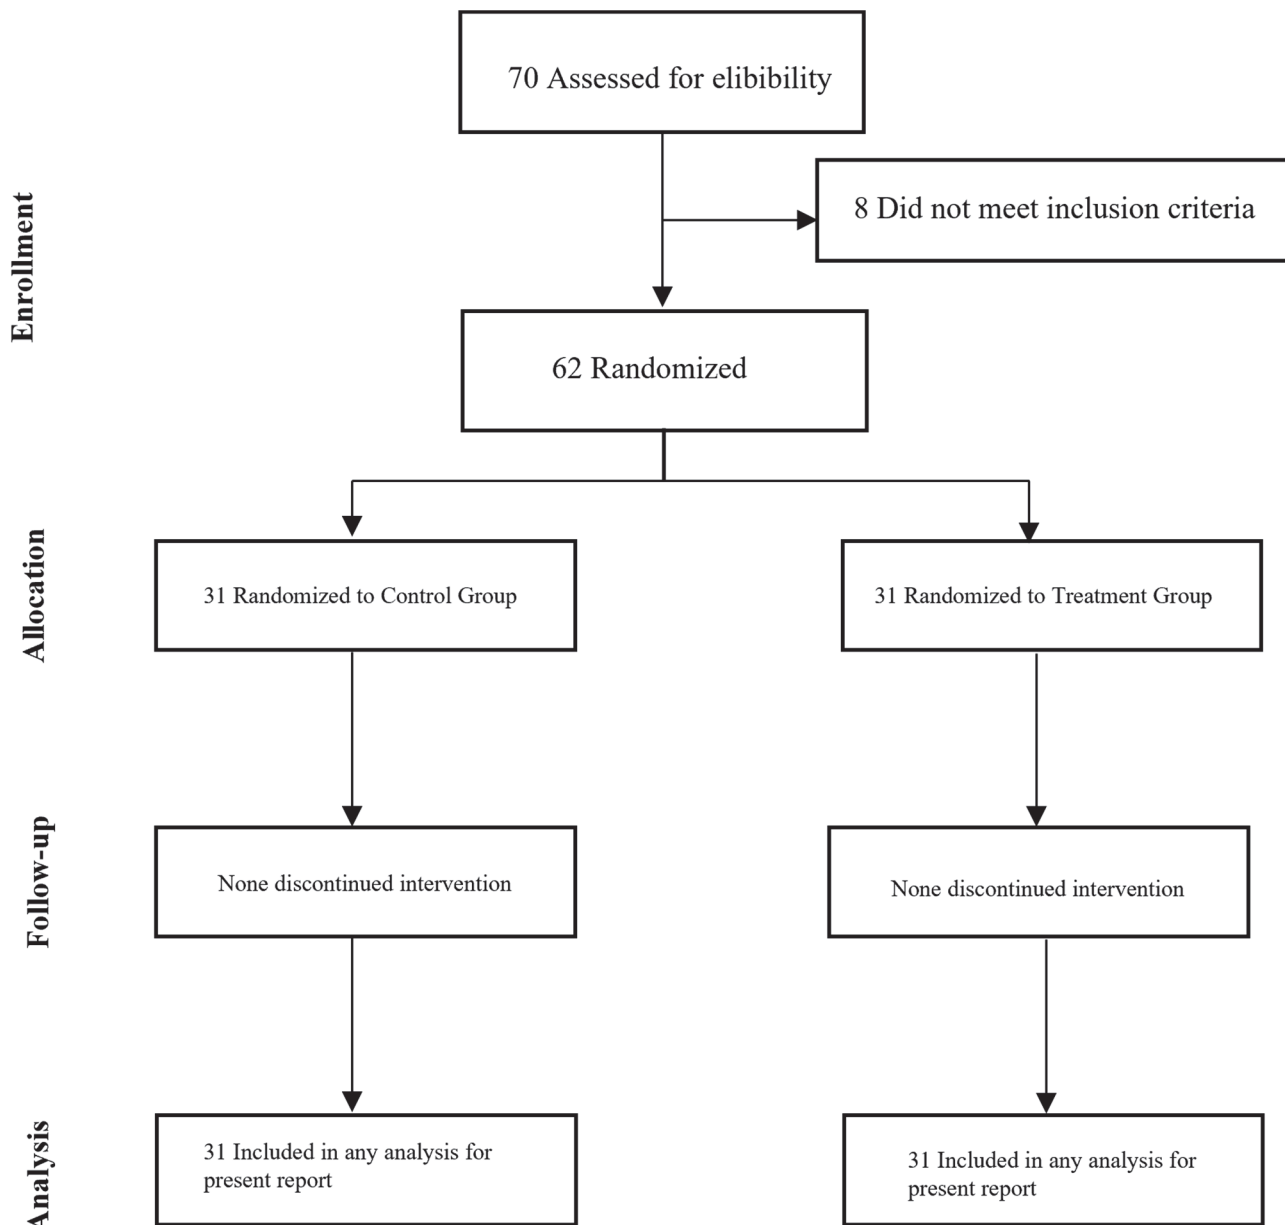 70 Assessed for elibibility
8 Did not meet inclusion criteria
Enrollment
62 Randomized
Allocation
31 Randomized to Control Group
31 Randomized to Treatment Group
Follow-up
None discontinued intervention
None discontinued intervention
Analysis
31 Included in any analysis for
present report
31 Included in any analysis for
present report